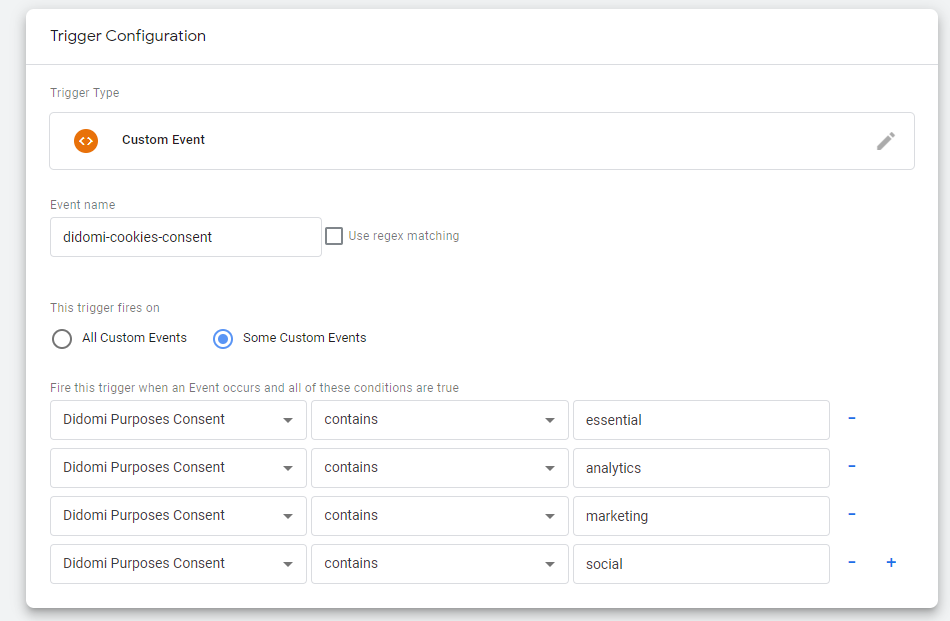 Trigger Configuration
Trigger Type
Custom Event
Event name
didomi-cookies-consent Use regex matching
This trigger fires on
All Custom Events Some Custom Events
Fire this trigger when an Event occurs and all of these conditions are true
Didomi Purposes Consent contains essential -
Didomi Purposes Consent contains analytics -
Didomi Purposes Consent contains marketing -
Didomi Purposes Consent contains social - +